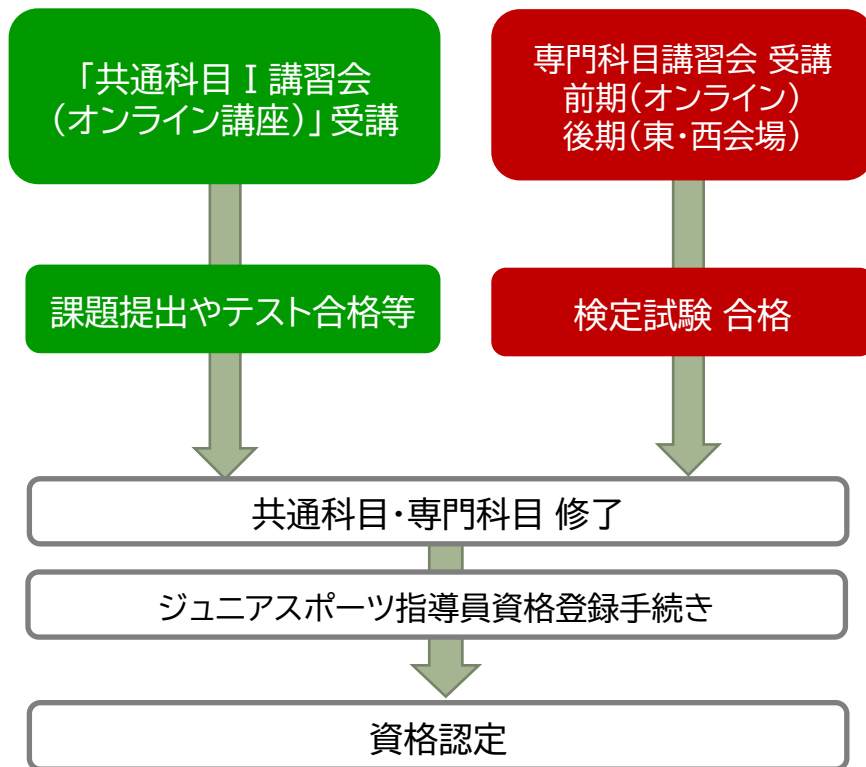 「共通科目Ⅰ講習会
(オンライン講座)」受講
専門科目講習会 受講
前期(オンライン)
後期(東・西会場)
課題提出やテスト合格等
検定試験 合格
共通科目・専門科目 修了
ジュニアスポーツ指導員資格登録手続き
資格認定